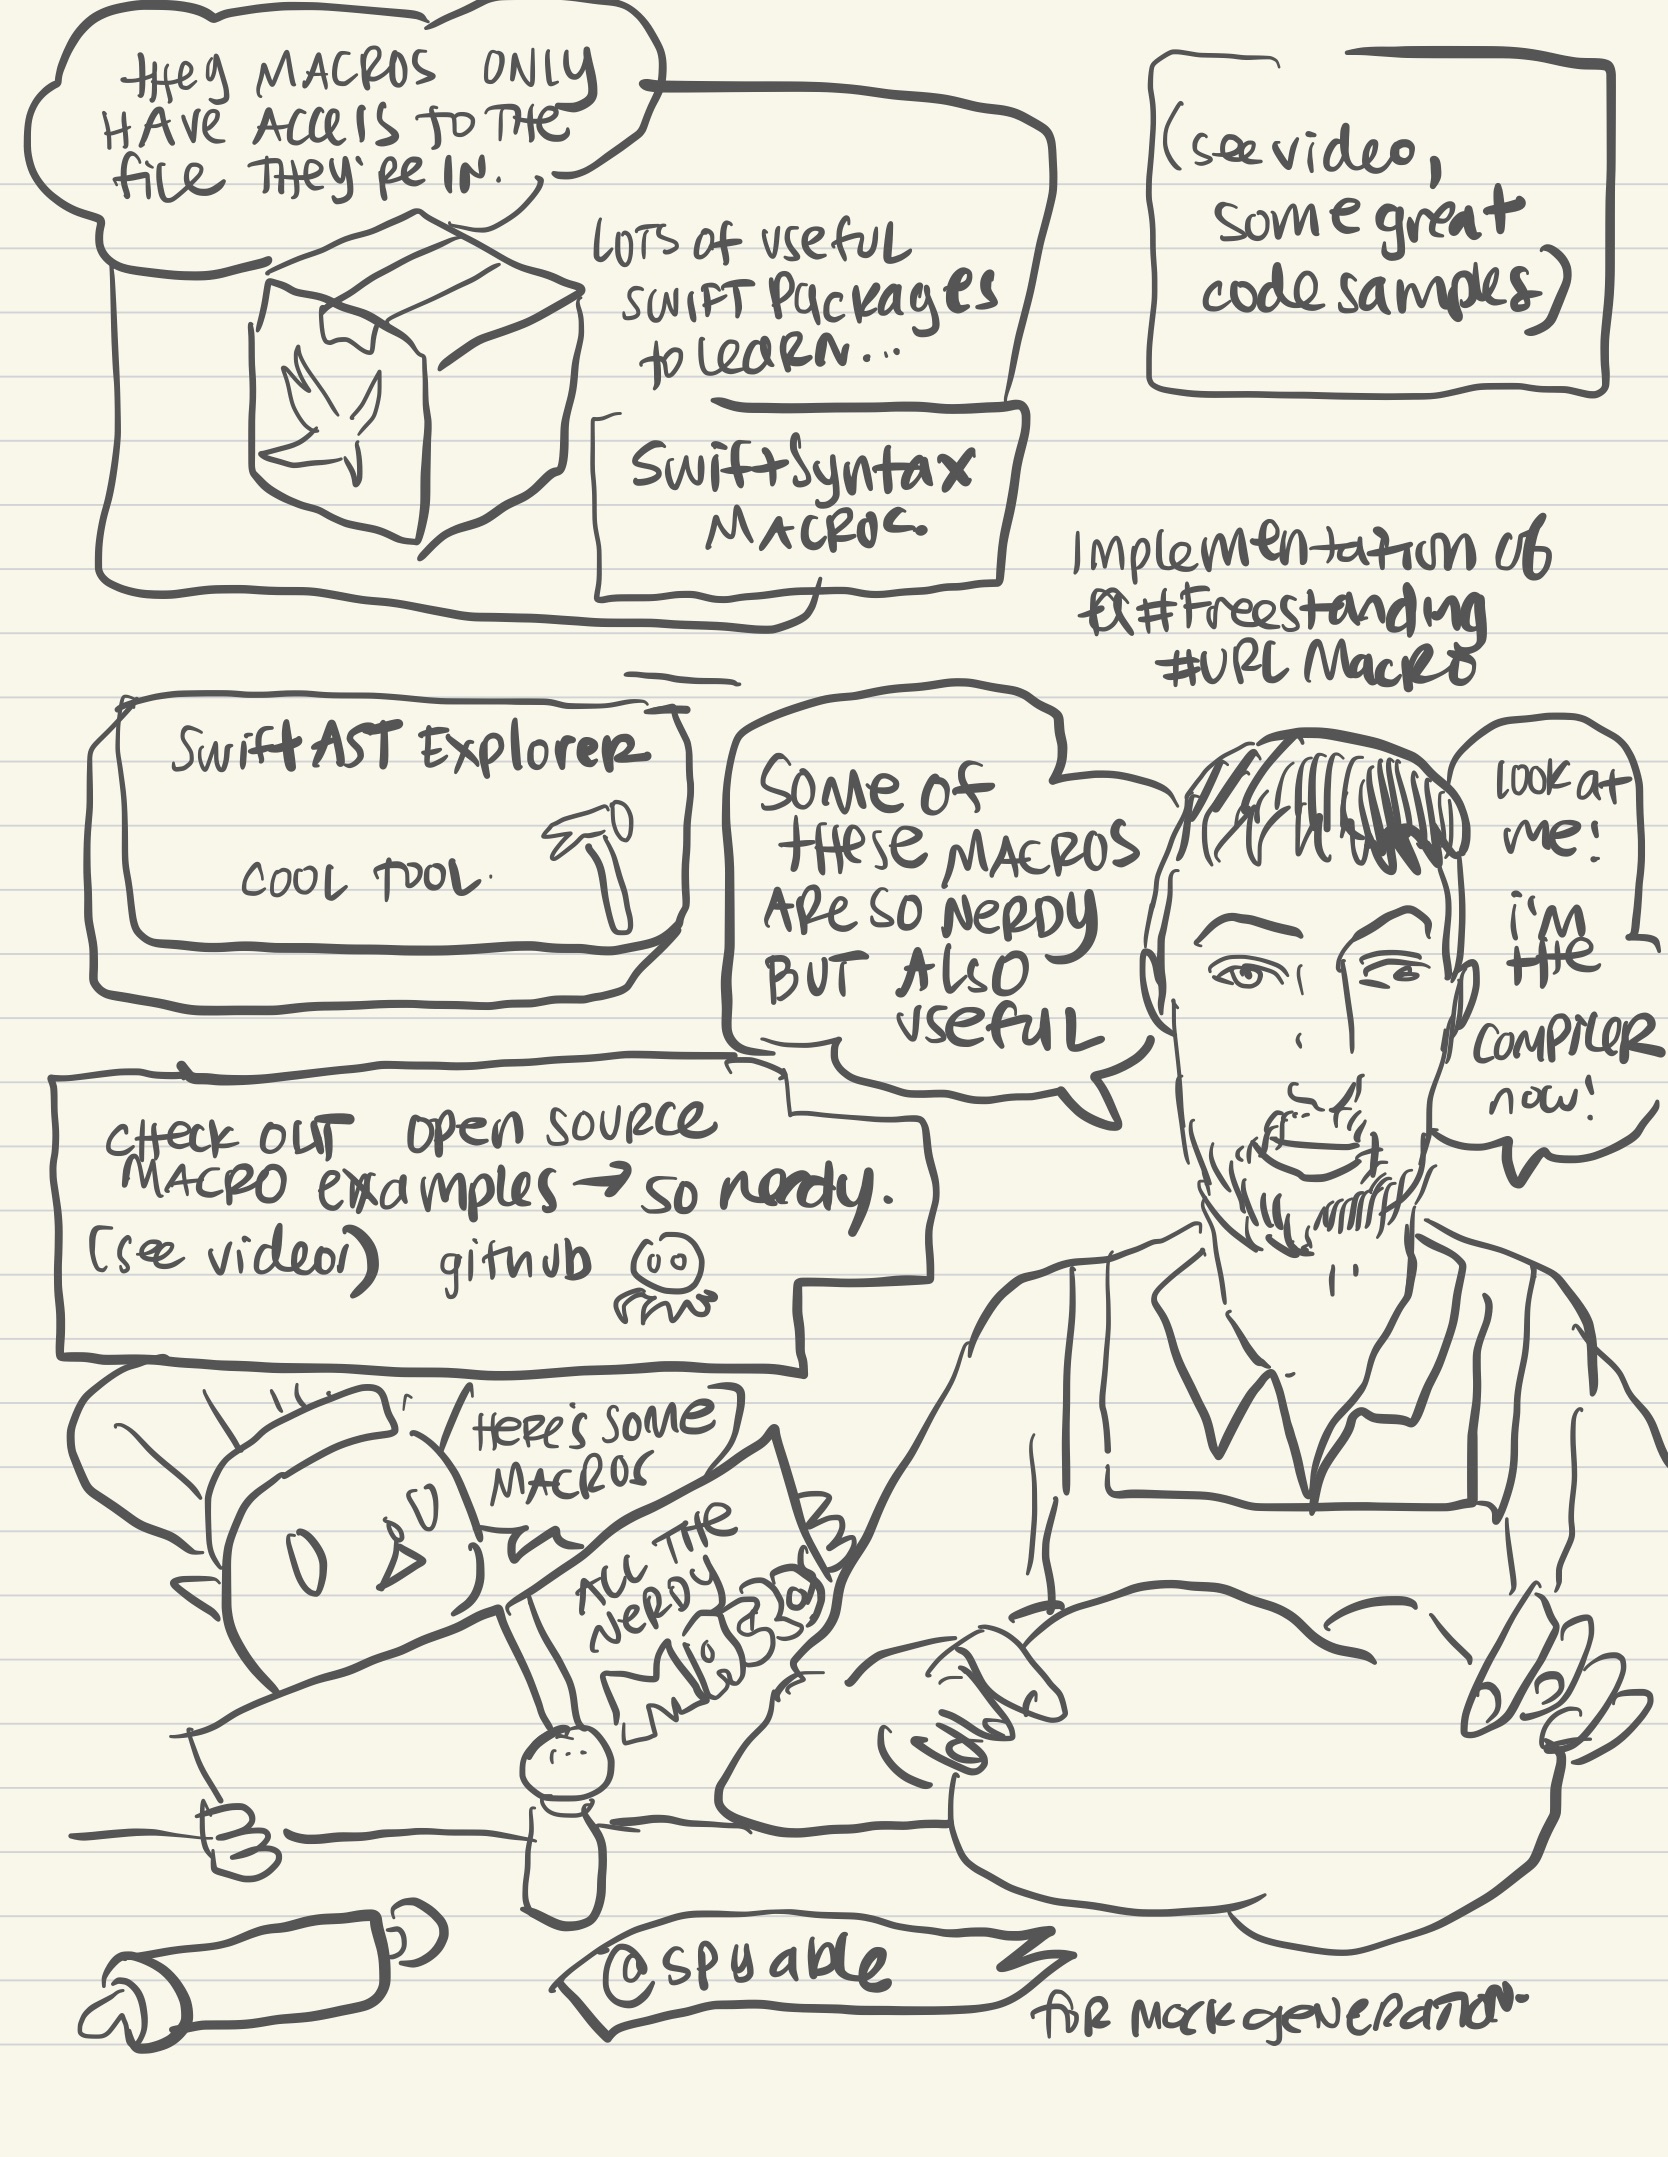 they MACROS ONLY
HAVE ACCEIS TO THE
file THEY'RE IN.
LOTS of useful
SWIFT Packages
to LeaRN...
SwiftSyntax
MACROS
(see video,
some great
code samples)
Implementation of
#Freestanding
#URL Macro
Swift AST Explorer
COOL TOOL.
Some of
these MACROS
ARE SO NERDY
BUT ALSO
useful
Look at
me!
i'm
the
compiler
now!
CHECK OUT open source
MACRO examples → so nerdy.
(see video) github
HERE'S SOME
MACROS
ALL THE
NERDY
MACROS
@spyable
for mock generation.